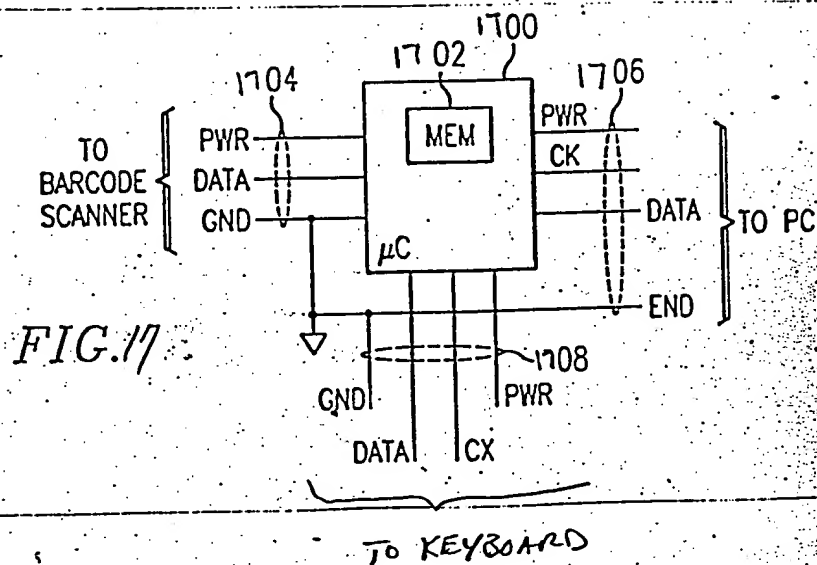 1700
1702
1704
1706
PWR
MEM
PWR
CK
TO
BARCODE
SCANNER
DATA
DATA
TO PC
GND
μC
END
FIG.17
1708
GND
PWR
DATA
CX
TO KEYBOARD